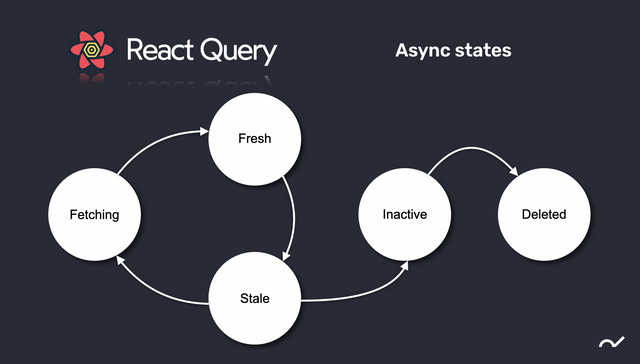 React Query
Async states
Fresh
Fetching
Inactive
Deleted
Stale